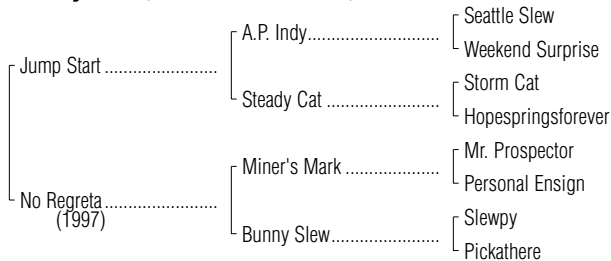 Seattle Slew
A.P. Indy
Weekend Surprise
Jump Start
Storm Cat
Steady Cat
Hopespringsforever
Mr. Prospector
Miner's Mark
Personal Ensign
No Regreta
(1997)
Slewpy
Bunny Slew
Pickathere